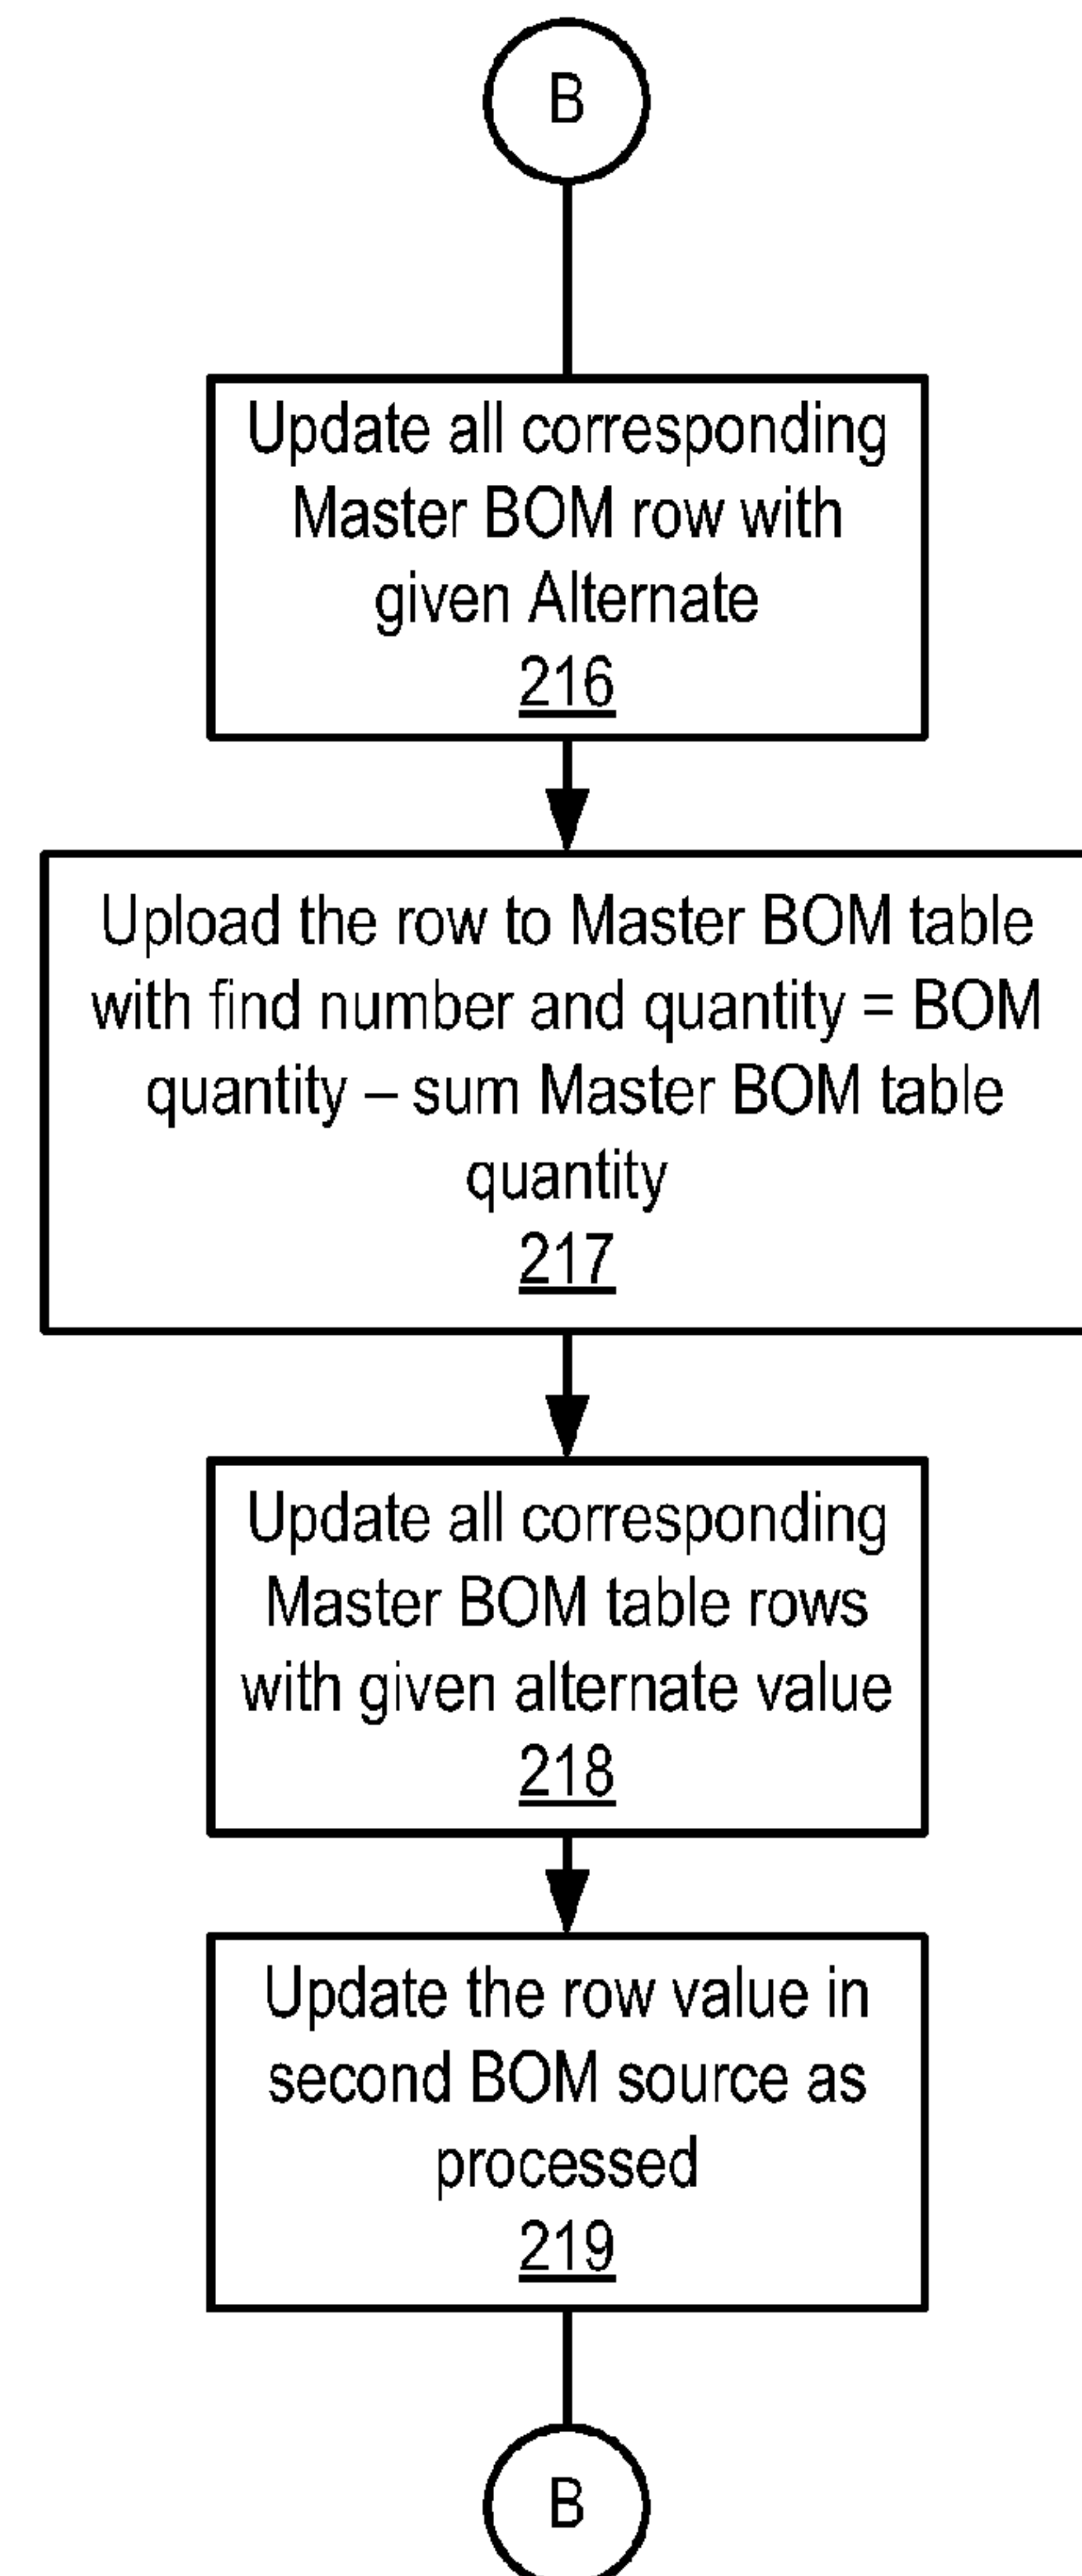 B
Update all corresponding
Master BOM row with
given Alternate
216
Upload the row to Master BOM table
with find number and quantity = BOM
quantity – sum Master BOM table
quantity
217
Update all corresponding
Master BOM table rows
with given alternate value
218
Update the row value in
second BOM source as
processed
219
B